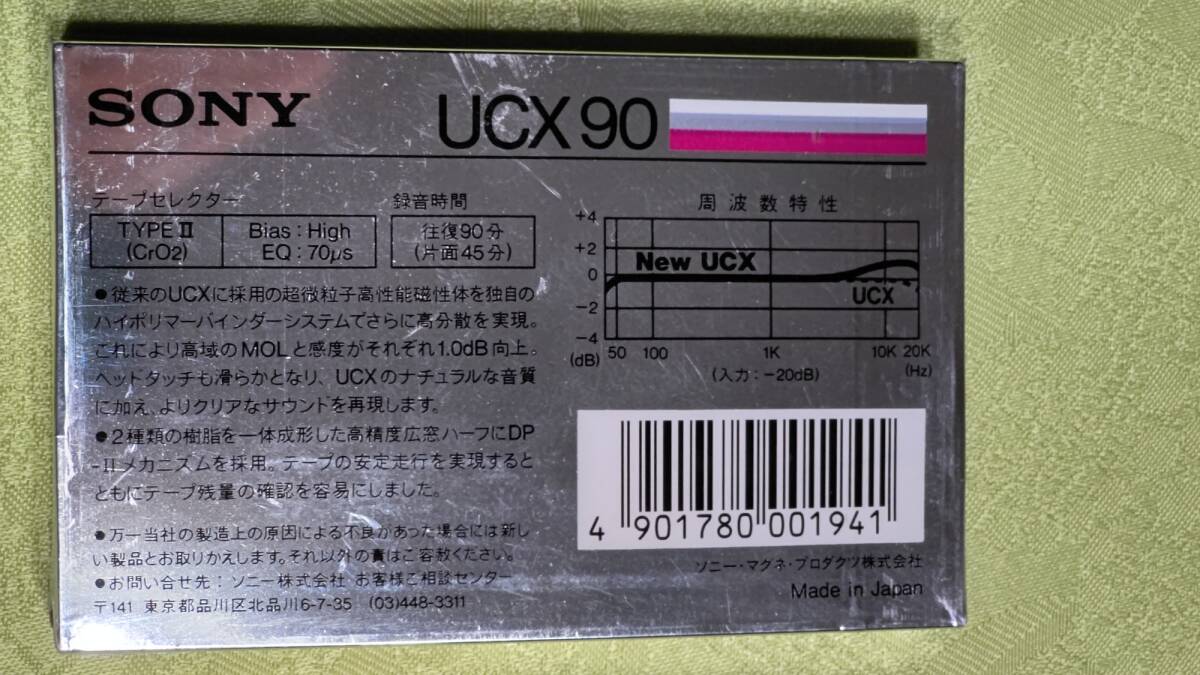 SONY
UCX90
テープセレクター
TYPE II
(CrO2)
Bias : High
EQ : 70μs
録音時間
往復90分
(片面45分)
●従来のUCXに採用の超微粒子高性能磁性体を独自の
ハイポリマーバインダーシステムでさらに高分散を実現。
これにより高域のMOLと感度がそれぞれ1.0dB向上。
ヘッドタッチも滑らかとなり、UCXのナチュラルな音質
に加え、よりクリアなサウンドを再現します。
●2種類の樹脂を一体成形した高精度広窓ハーフにDP
-IIメカニズムを採用。テープの安定走行を実現すると
ともにテープ残量の確認を容易にしました。
●万一当社の製造上の原因による不良があった場合には新し
い製品とお取りかえします。それ以外の責はご容赦ください。
●お問い合せ先：ソニー株式会社 お客様ご相談センター
〒141 東京都品川区北品川6-7-35 (03)448-3311
周波数特性
+4
+2
0
-2
-4
(dB)
New UCX
UCX
50 100 1K 10K 20K
(Hz)
(入力：-20dB)
4 901780 001941
ソニー・マグネ・プロダクツ株式会社
Made in Japan